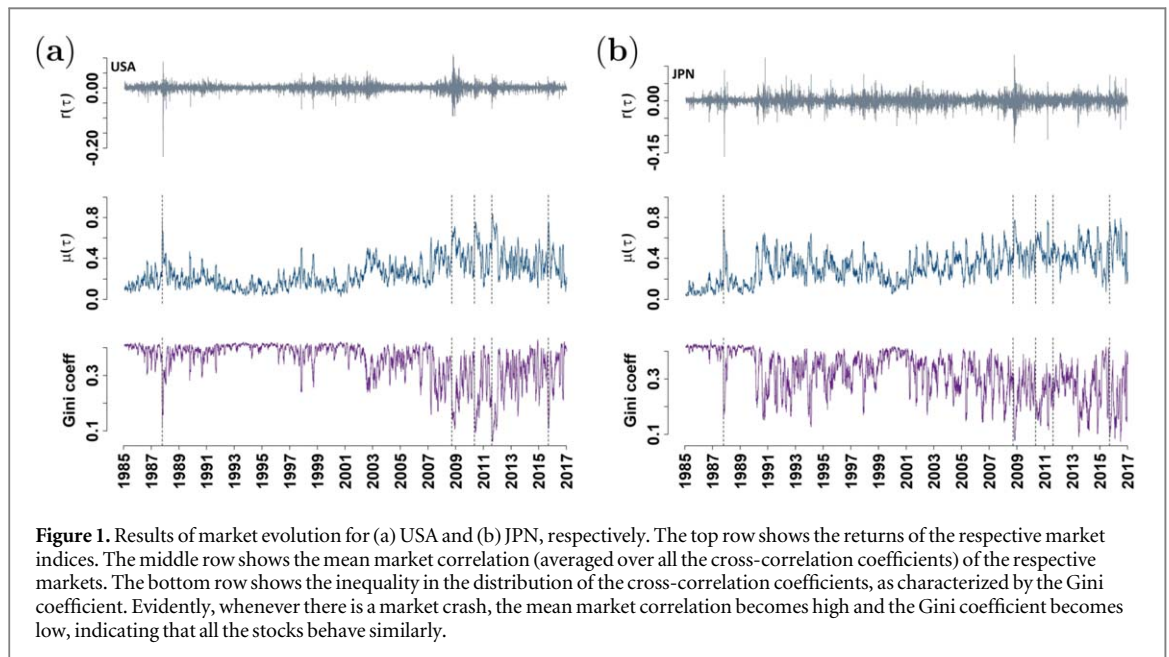 (a)
USA
0.00
-0.20
r(τ)
0.8
0.4
0.0
μ(τ)
0.3
0.1
Gini coeff
1985 1987 1989 1991 1993 1995 1997 1999 2001 2003 2005 2007 2009 2011 2013 2015 2017
(b)
JPN
0.00
-0.15
r(τ)
0.8
0.4
0.0
μ(τ)
0.3
0.1
Gini coeff
1985 1987 1989 1991 1993 1995 1997 1999 2001 2003 2005 2007 2009 2011 2013 2015 2017
Figure 1. Results of market evolution for (a) USA and (b) JPN, respectively. The top row shows the returns of the respective market
indices. The middle row shows the mean market correlation (averaged over all the cross-correlation coefficients) of the respective
markets. The bottom row shows the inequality in the distribution of the cross-correlation coefficients, as characterized by the Gini
coefficient. Evidently, whenever there is a market crash, the mean market correlation becomes high and the Gini coefficient becomes
low, indicating that all the stocks behave similarly.